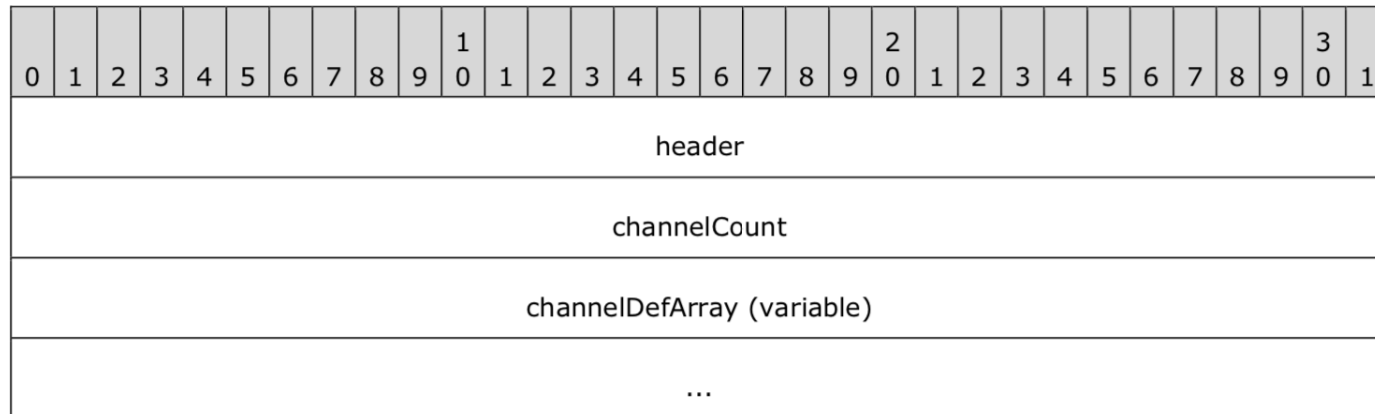 1 2 3
0 1 2 3 4 5 6 7 8 9 0 1 2 3 4 5 6 7 8 9 0 1 2 3 4 5 6 7 8 9 0 1
header
channelCount
channelDefArray (variable)
...